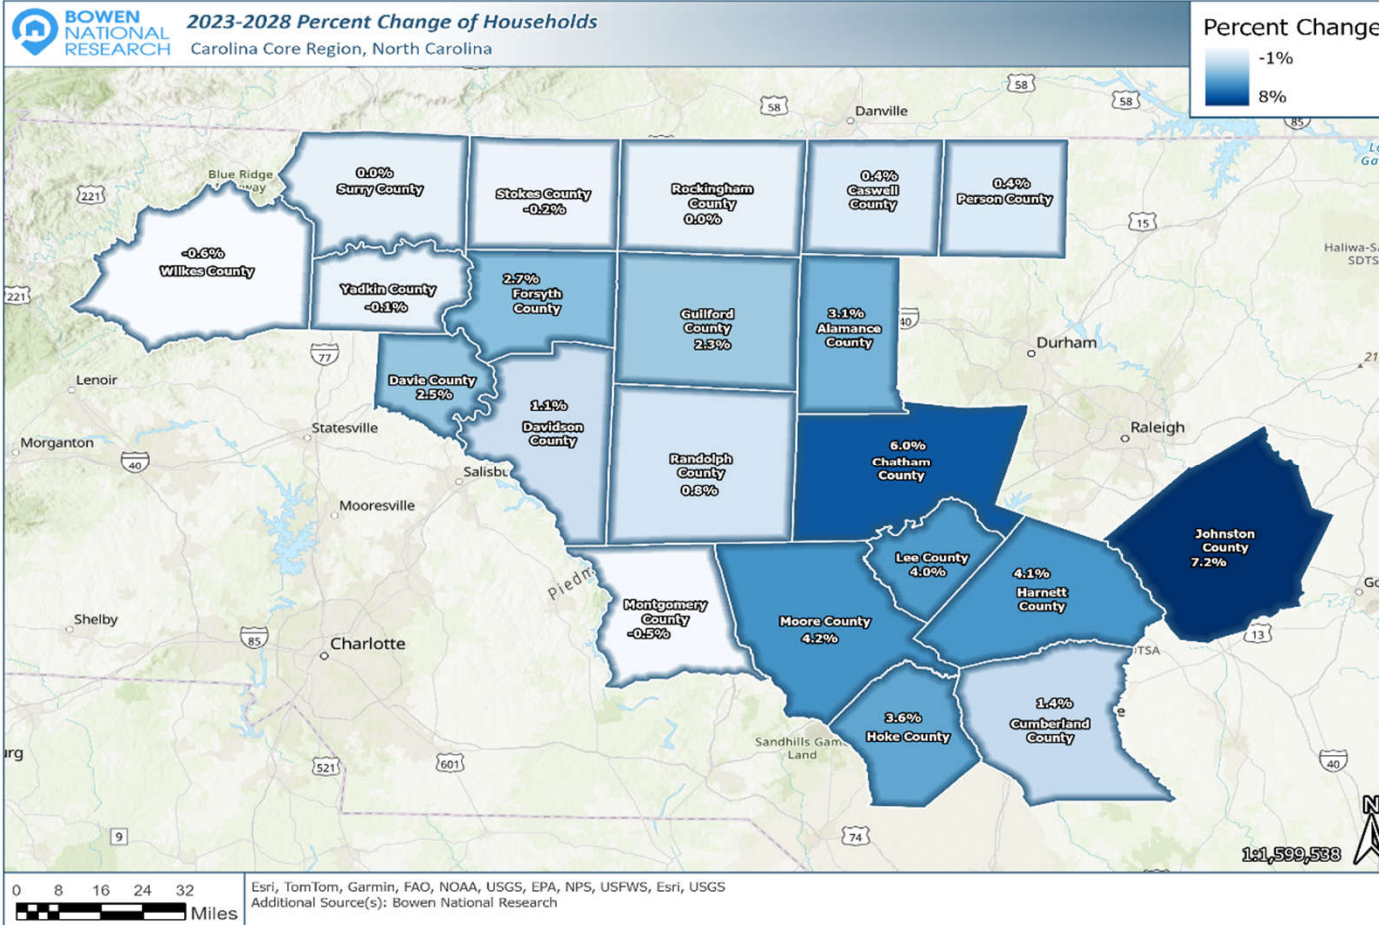 BOWEN
NATIONAL
RESEARCH
2023-2028 Percent Change of Households
Carolina Core Region, North Carolina
Percent Change
-1%
8%
58
58
58
Danville
85
221
Blue Ridge
way
0.0%
Surry County
Stokes County
-0.2%
Rockingham
County
0.0%
0.4%
Caswell
County
0.4%
Person County
15
Haliwa-Sa
SDTS
-0.6%
Wilkes County
221
Yadkin County
-0.1%
2.7%
Forsyth
County
Guilford
County
2.3%
3.1%
Alamance
County
40
Durham
77
Lenoir
Davie County
2.5%
1.1%
Davidson
County
Statesville
Morganton
40
Salisbu
Mooresville
Randolph
County
0.8%
6.0%
Chatham
County
Raleigh
Johnston
County
7.2%
Lee County
4.0%
4.1%
Harnett
County
Piedm
Montgomery
County
-0.5%
Moore County
4.2%
Shelby
85
Charlotte
13
TSA
3.6%
Hoke County
1.4%
Cumberland
County
e
Sandhills Game
Land
521
601
40
urg
9
74
N
1:1,599,538
0 8 16 24 32
Miles
Esri, TomTom, Garmin, FAO, NOAA, USGS, EPA, NPS, USFWS, Esri, USGS
Additional Source(s): Bowen National Research